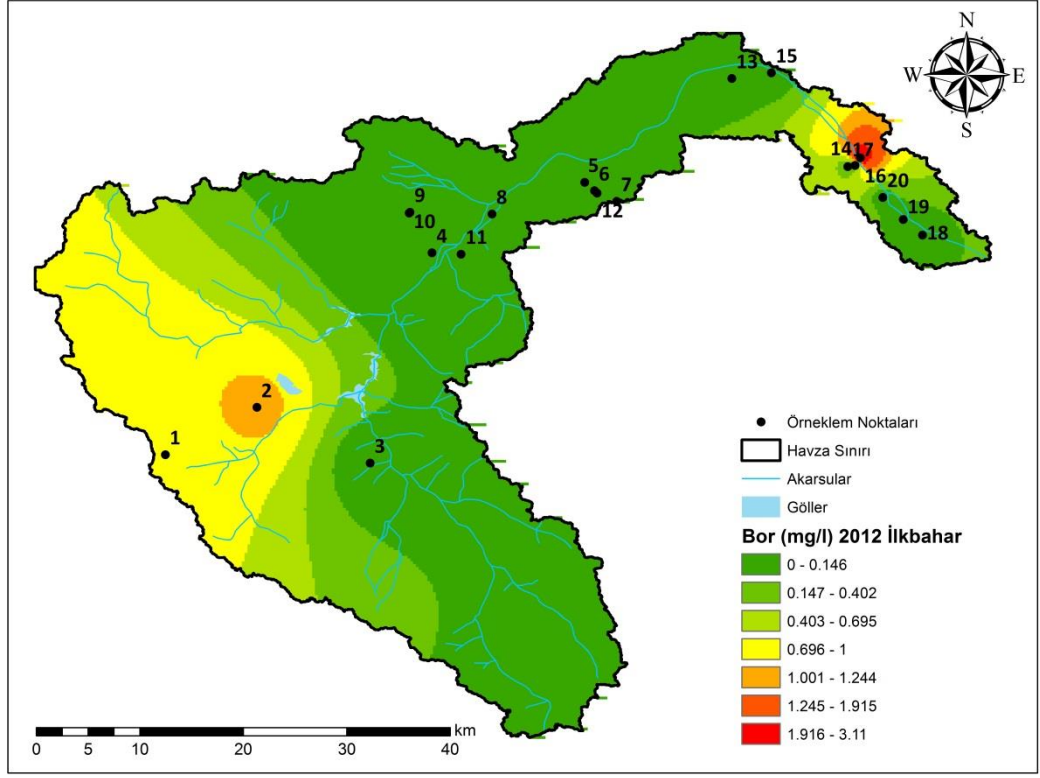 N
W E
S
13 15
14 17
16 20
19
18
5
6
7
12
9
10
8
4 11
2
1
3
Örneklem Noktaları
Havza Sınırı
Akarsular
Göller
Bor (mg/l) 2012 İlkbahar
0 - 0.146
0.147 - 0.402
0.403 - 0.695
0.696 - 1
1.001 - 1.244
1.245 - 1.915
1.916 - 3.11
km
0 5 10 20 30 40